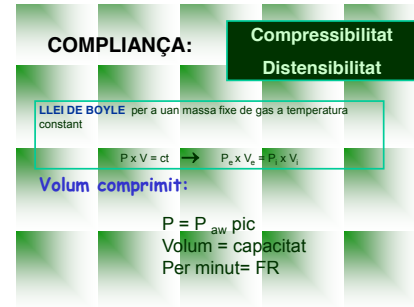 COMPLIANÇA:
Compressibilitat
Distensibilitat
LLEI DE BOYLE per a uan massa fixe de gas a temperatura
constant
P x V = ct → Pe x Ve = Pi x Vi
Volum comprimit:
P = P aw pic
Volum = capacitat
Per minut= FR